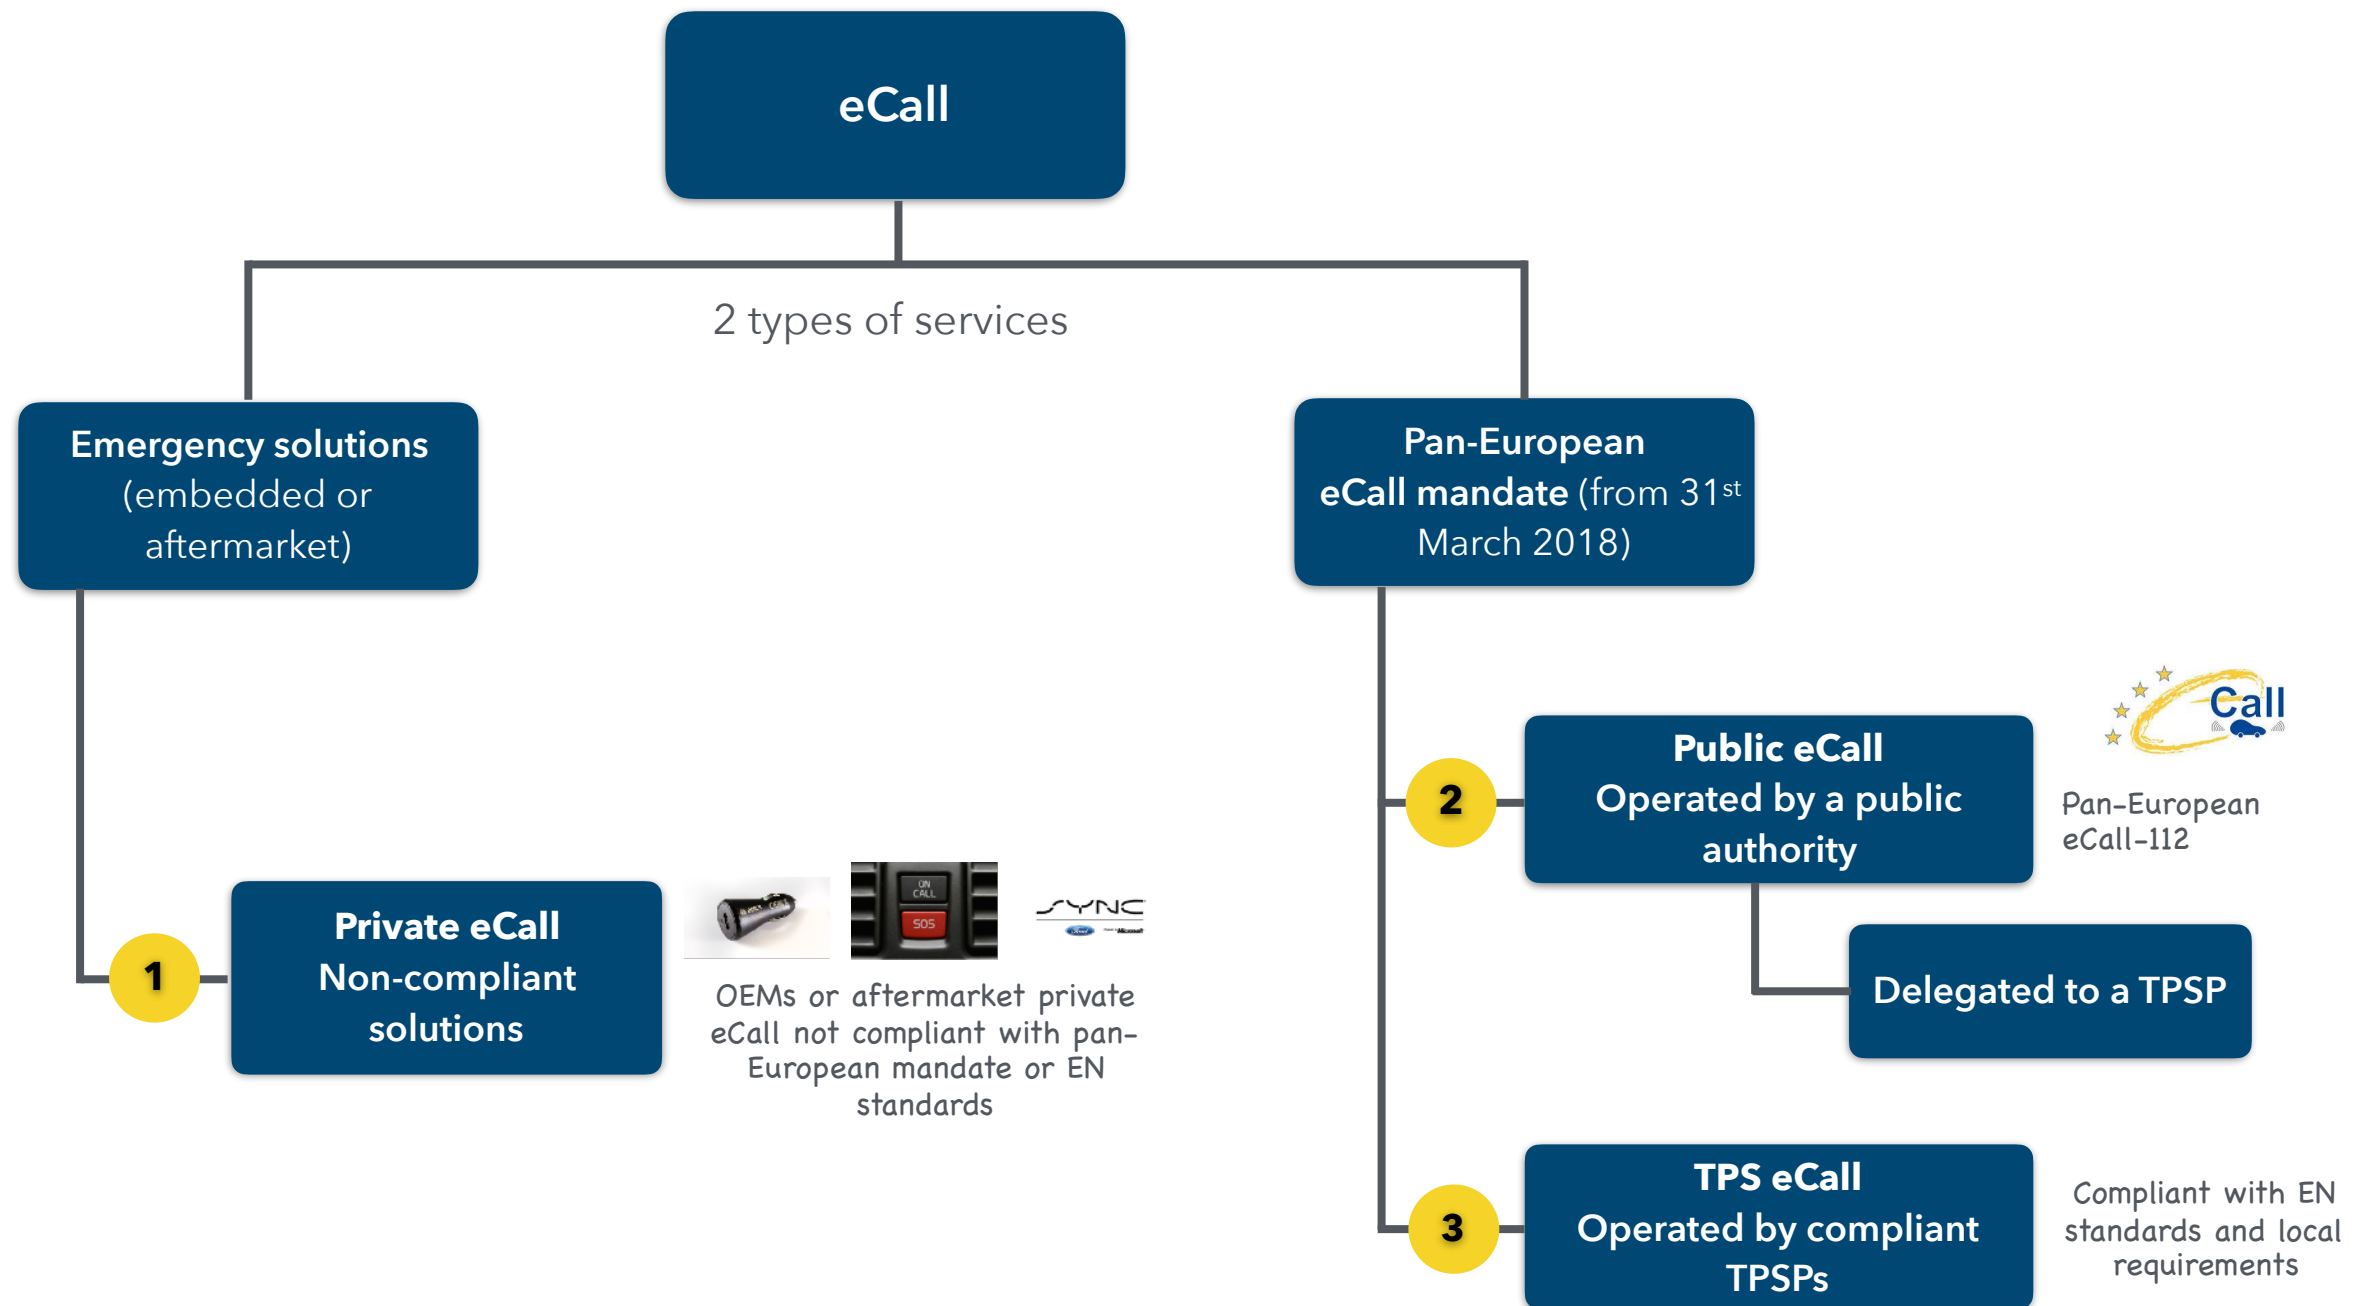 eCall
2 types of services
Emergency solutions
(embedded or
aftermarket)
Pan-European
eCall mandate (from 31st
March 2018)
1
Private eCall
Non-compliant
solutions
ON
CALL
SOS
SYNC
Ford
Microsoft
OEMs or aftermarket private
eCall not compliant with pan-
European mandate or EN
standards
2
Public eCall
Operated by a public
authority
Call
Pan-European
eCall-112
Delegated to a TPSP
3
TPS eCall
Operated by compliant
TPSPs
Compliant with EN
standards and local
requirements